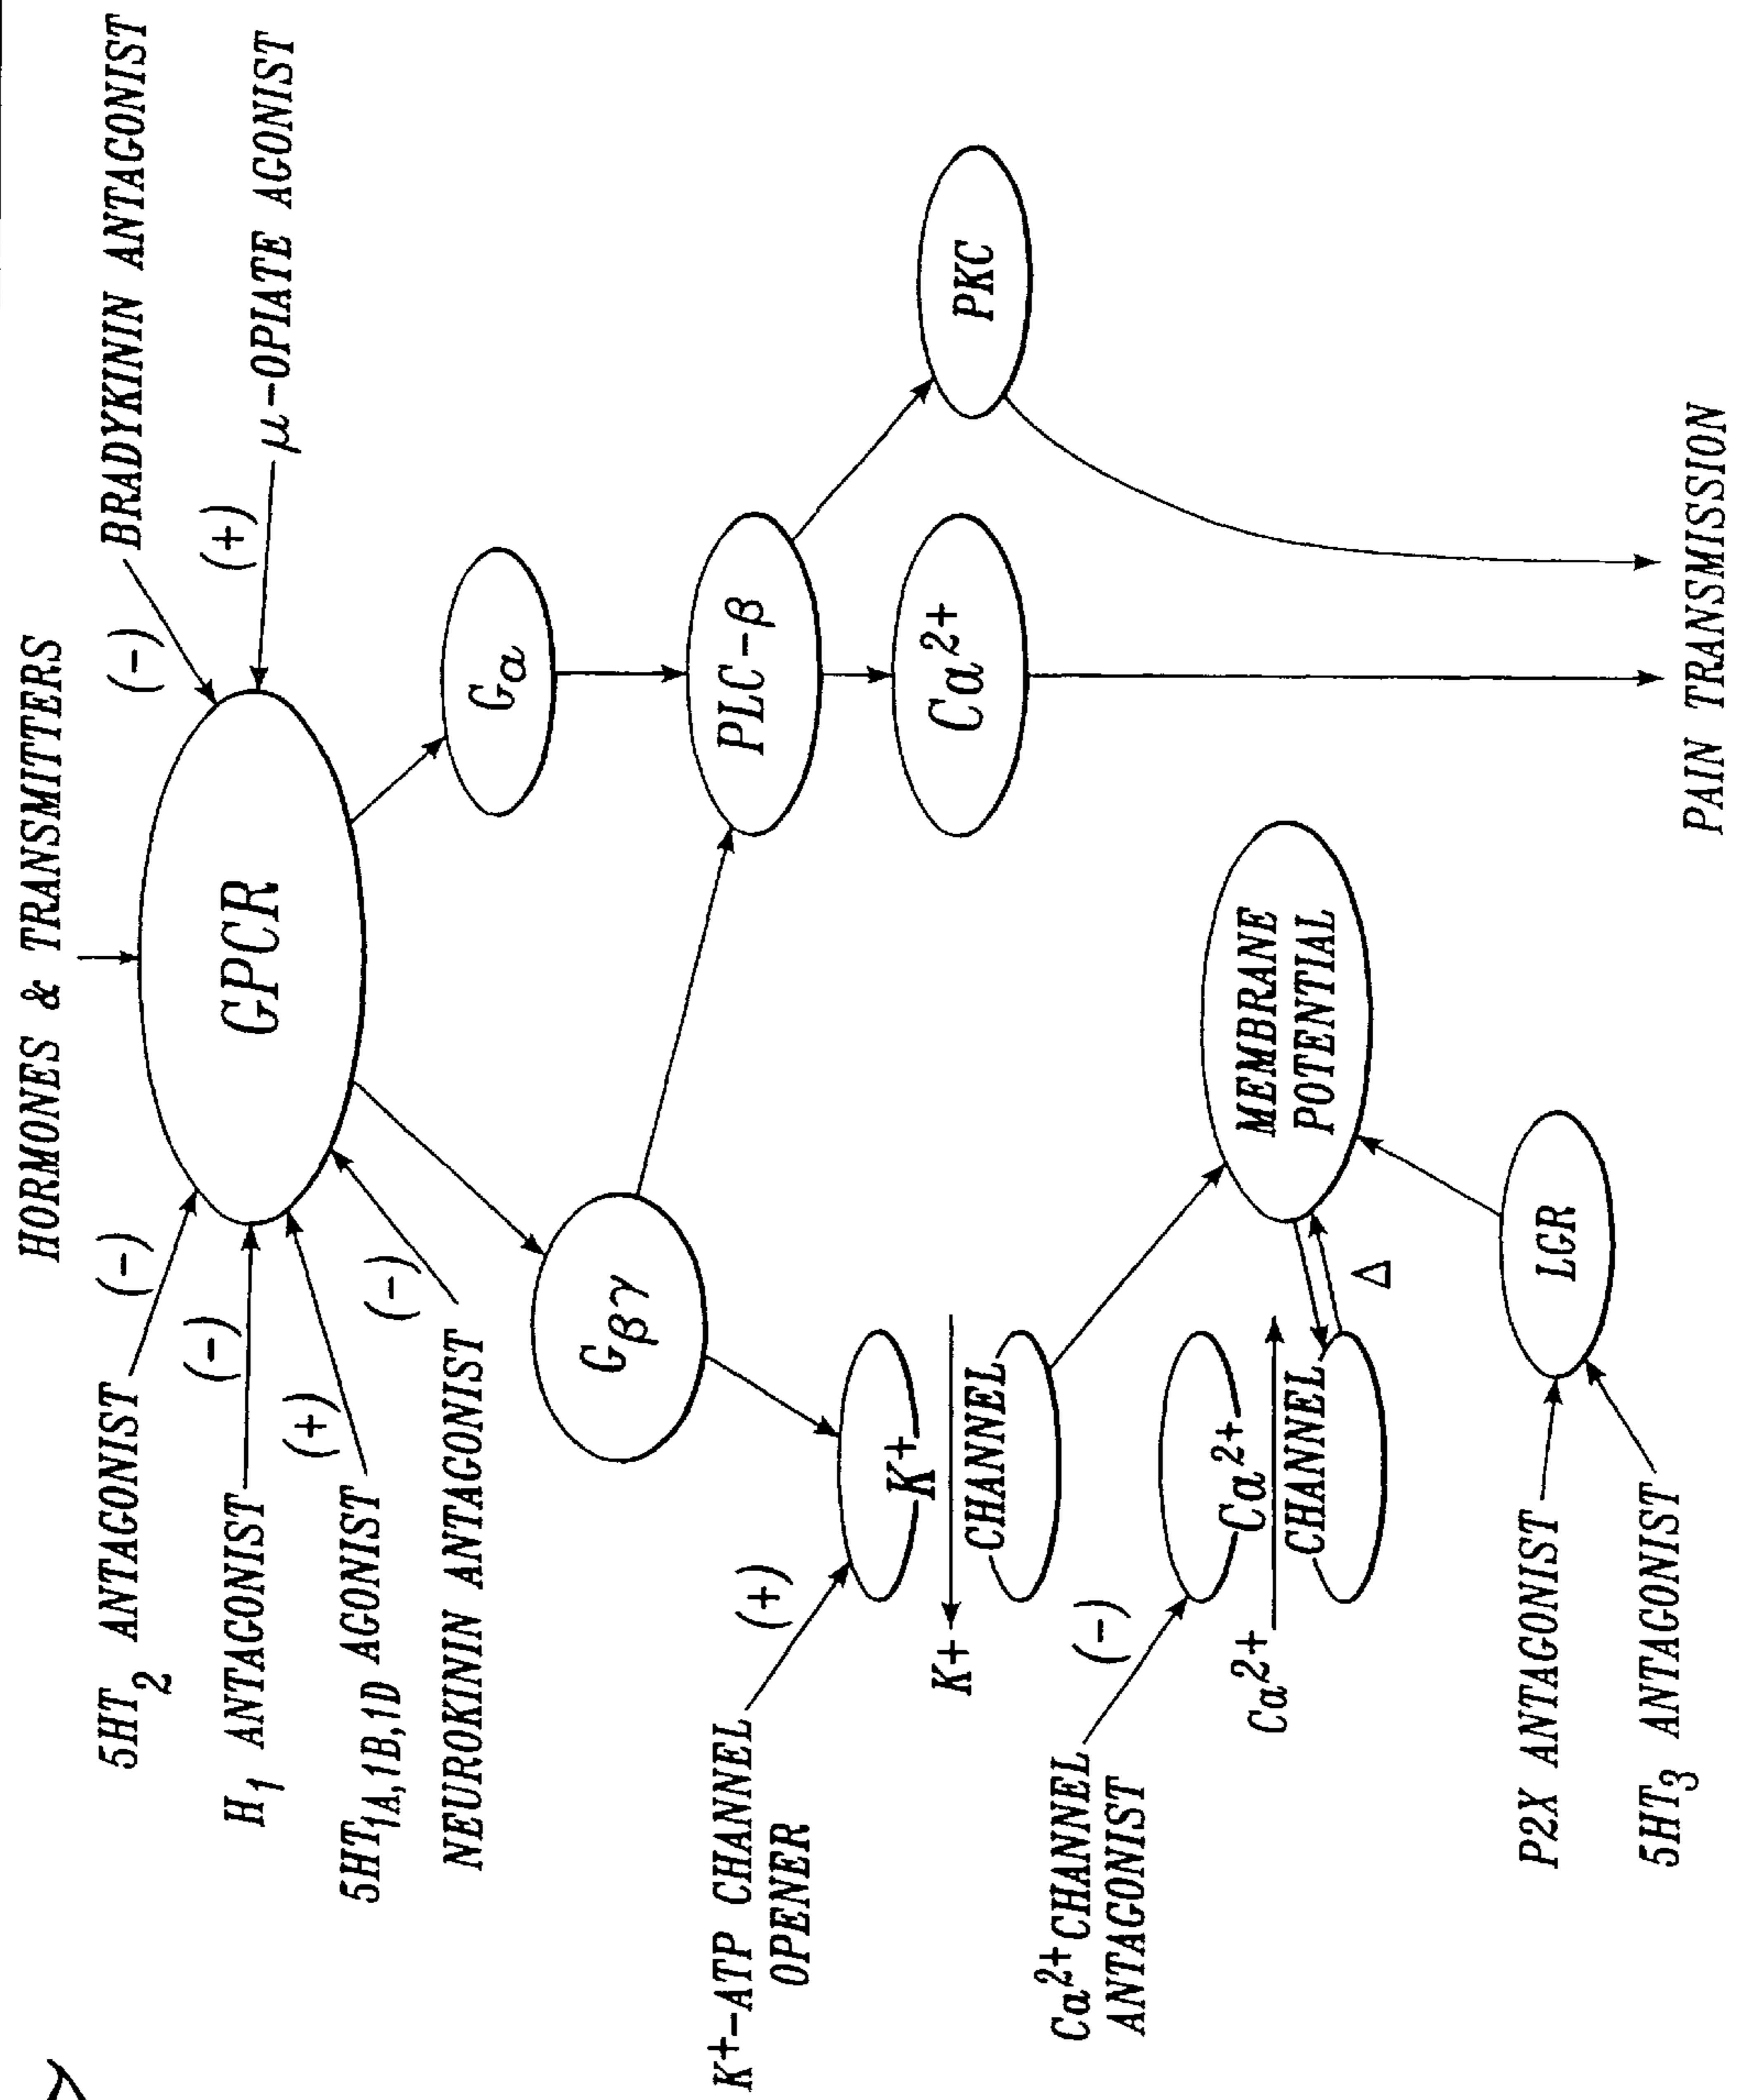 HORMONES & TRANSMITTERS
5HT2 ANTAGONIST
(-)
(-)
BRADYKININ ANTAGONIST
H1 ANTAGONIST
(-)
GPCR
(+)
μ-OPIATE AGONIST
5HT1A,1B,1D AGONIST
(+)
NEUROKININ ANTAGONIST
(-)
Gα
Gβγ
K+-ATP CHANNEL
OPENER
(+)
PLC-β
K+
K+
CHANNEL
Ca2+
PKC
Ca2+CHANNEL
ANTAGONIST
(-)
Ca2+
Ca2+
CHANNEL
Δ
MEMBRANE
POTENTIAL
P2X ANTAGONIST
LGR
5HT3 ANTAGONIST
PAIN TRANSMISSION